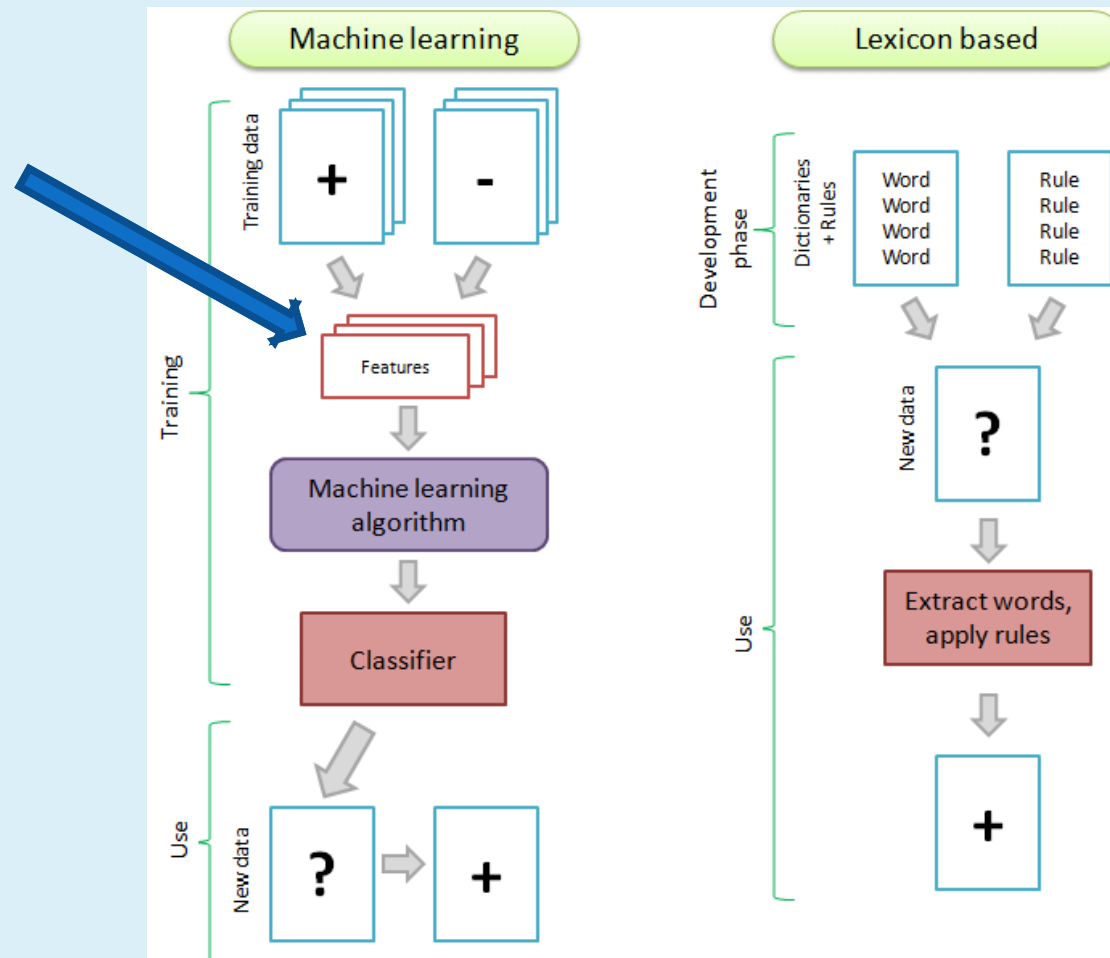 Machine learning
Training
Training data
+
-
Features
Machine learning
algorithm
Classifier
Use
New data
?
+
Lexicon based
Development
phase
Dictionaries
+ Rules
Word
Word
Word
Word
Rule
Rule
Rule
Rule
Use
New data
?
Extract words,
apply rules
+